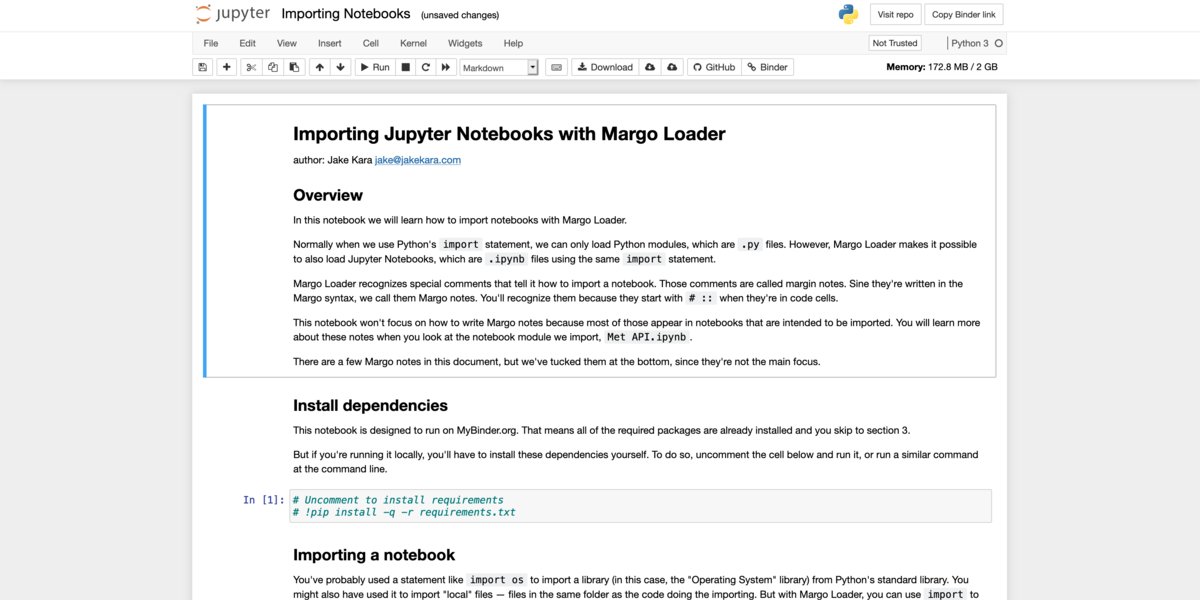 jupyter Importing Notebooks (unsaved changes) Visit repo Copy Binder link
File Edit View Insert Cell Kernel Widgets Help Not Trusted Python 3
Run Markdown Download GitHub Binder Memory: 172.8 MB / 2 GB
Importing Jupyter Notebooks with Margo Loader
author: Jake Kara jake@jakekara.com
Overview
In this notebook we will learn how to import notebooks with Margo Loader.
Normally when we use Python's import statement, we can only load Python modules, which are .py files. However, Margo Loader makes it possible
to also load Jupyter Notebooks, which are .ipynb files using the same import statement.
Margo Loader recognizes special comments that tell it how to import a notebook. Those comments are called margin notes. Sine they're written in the
Margo syntax, we call them Margo notes. You'll recognize them because they start with # :: when they're in code cells.
This notebook won't focus on how to write Margo notes because most of those appear in notebooks that are intended to be imported. You will learn more
about these notes when you look at the notebook module we import, Met API.ipynb .
There are a few Margo notes in this document, but we've tucked them at the bottom, since they're not the main focus.
Install dependencies
This notebook is designed to run on MyBinder.org. That means all of the required packages are already installed and you skip to section 3.
But if you're running it locally, you'll have to install these dependencies yourself. To do so, uncomment the cell below and run it, or run a similar command
at the command line.
In [1]: # Uncomment to install requirements
# !pip install -q -r requirements.txt
Importing a notebook
You've probably used a statement like import os to import a library (in this case, the "Operating System" library) from Python's standard library. You
might also have used it to import "local" files — files in the same folder as the code doing the importing. But with Margo Loader, you can use import to